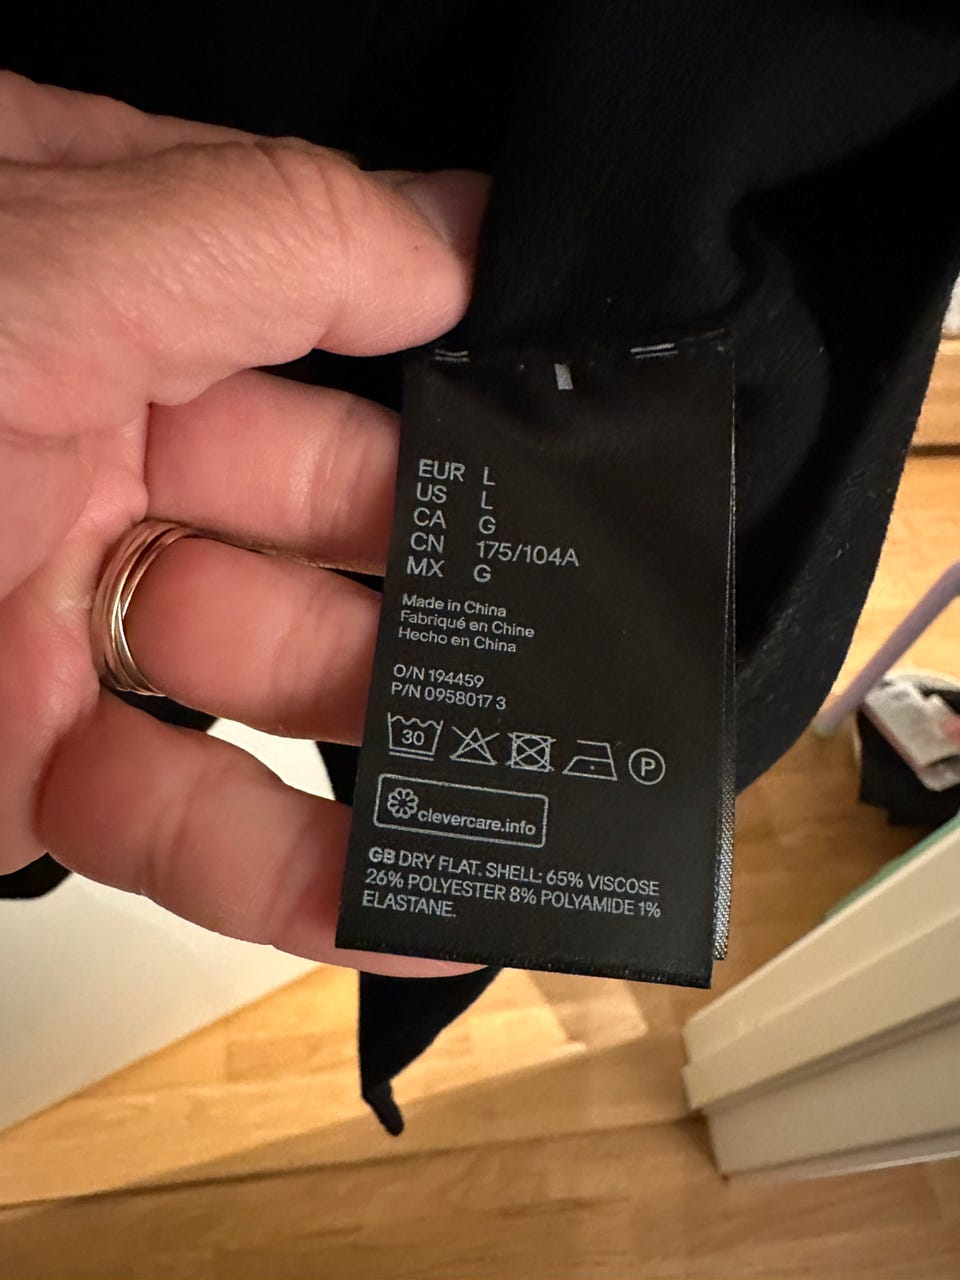 EUR L
US L
CA G
CN 175/104A
MX G
Made in China
Fabriqué en Chine
Hecho en China
O/N 194459
P/N 0958017 3
30 P
clevercare.info
GB DRY FLAT. SHELL: 65% VISCOSE
26% POLYESTER 8% POLYAMIDE 1%
ELASTANE.